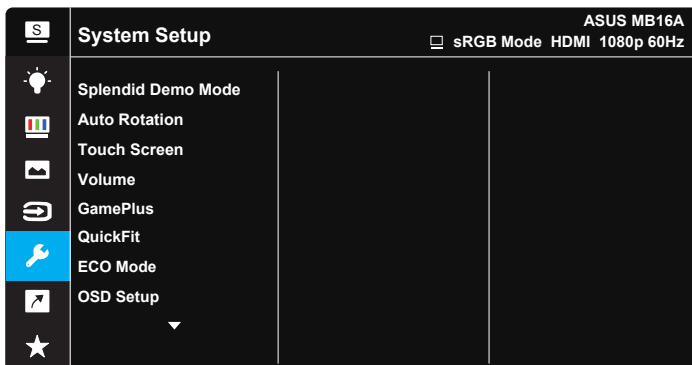 S
System Setup
ASUS MB16A
sRGB Mode HDMI 1080p 60Hz
Splendid Demo Mode
Auto Rotation
Touch Screen
Volume
GamePlus
QuickFit
ECO Mode
OSD Setup